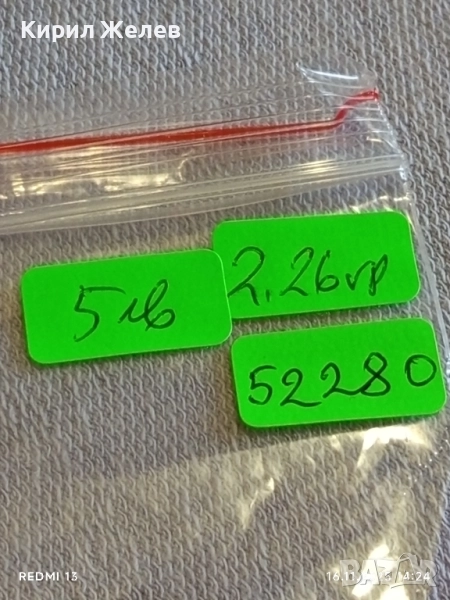 Кирил Желев
2.26гр
5лв
52280
REDMI 13